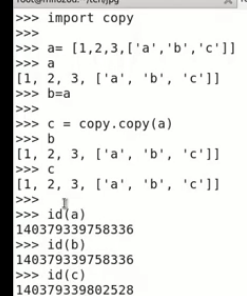 >>> import copy
>>>
>>> a= [1,2,3,['a','b','c']]
>>> a
[1, 2, 3, ['a', 'b', 'c']]
>>> b=a
>>>
>>> c = copy.copy(a)
>>> b
[1, 2, 3, ['a', 'b', 'c']]
>>> c
[1, 2, 3, ['a', 'b', 'c']]
>>>
>>> id(a)
140379339758336
>>> id(b)
140379339758336
>>> id(c)
140379339802528